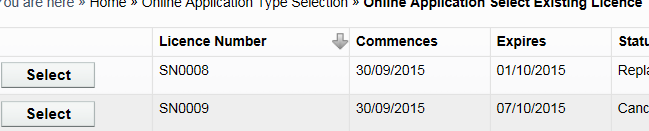 You are here » Home » Online Application Type Selection » Online Application Select Existing Licence
Licence Number Commences Expires Statu
Select SN0008 30/09/2015 01/10/2015 Repla
Select SN0009 30/09/2015 07/10/2015 Canc